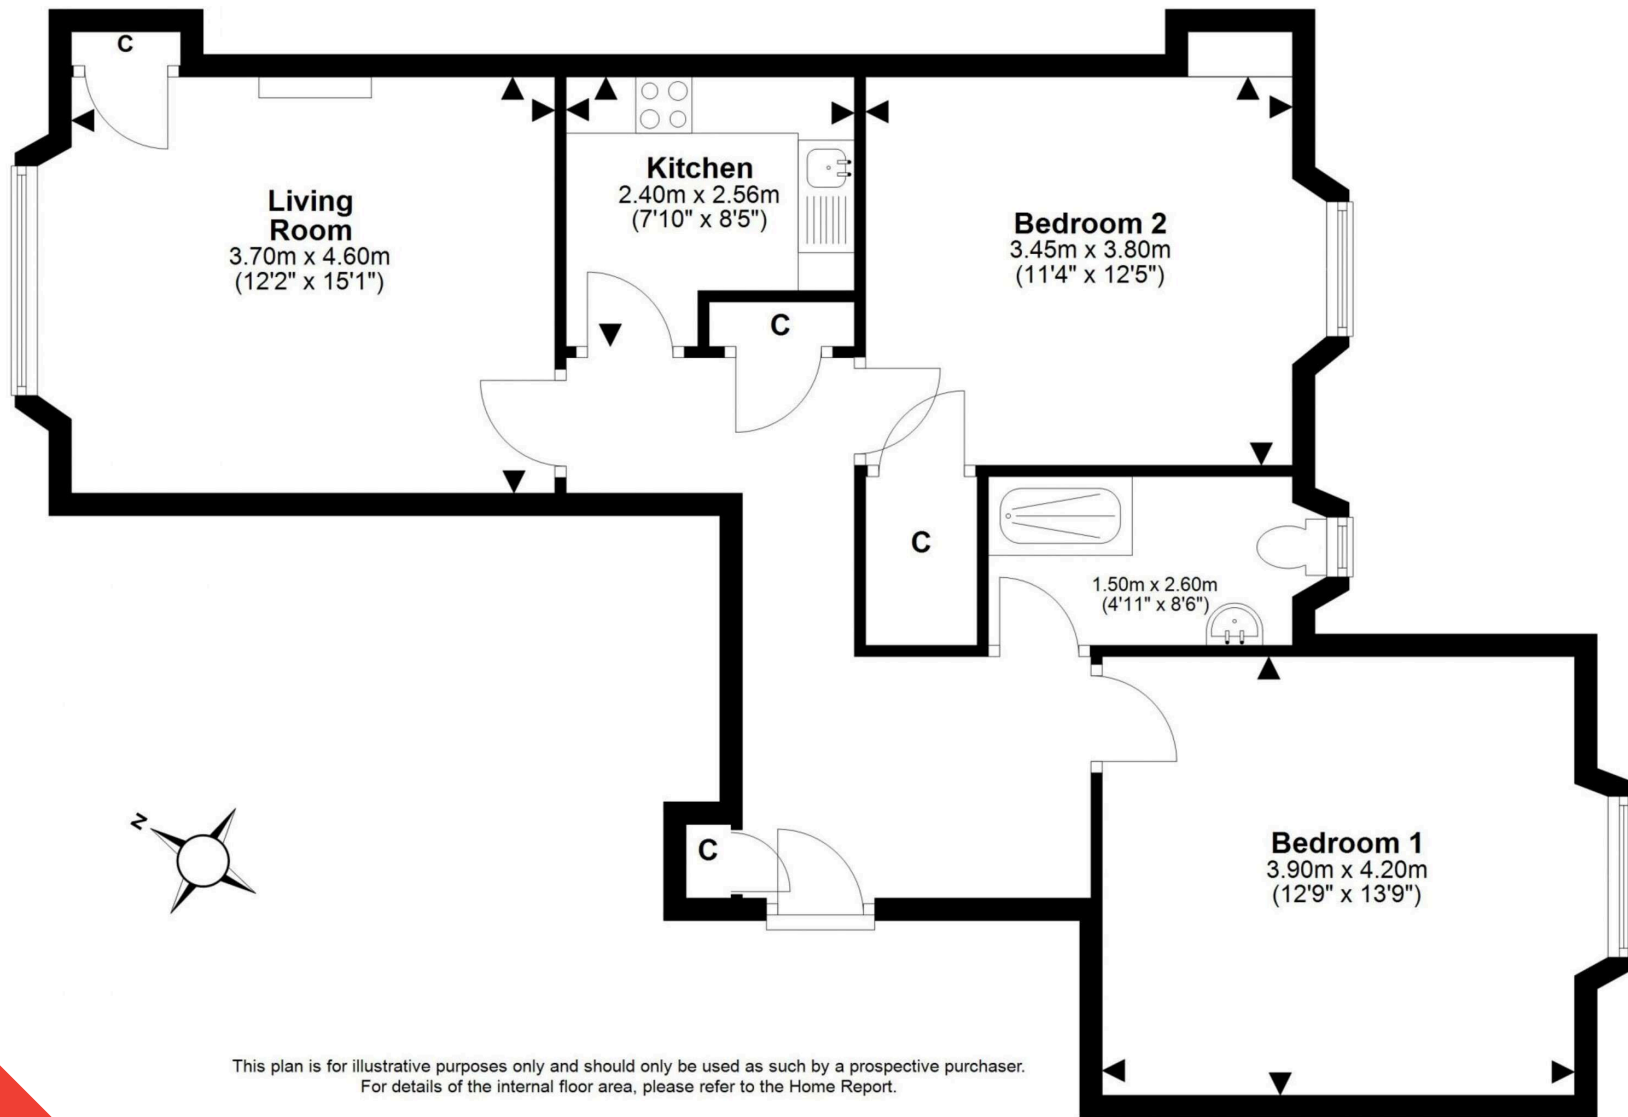 C
Living
Room
3.70m x 4.60m
(12'2" x 15'1")
Kitchen
2.40m x 2.56m
(7'10" x 8'5")
C
Bedroom 2
3.45m x 3.80m
(11'4" x 12'5")
C
1.50m x 2.60m
(4'11" x 8'6")
N
C
Bedroom 1
3.90m x 4.20m
(12'9" x 13'9")
This plan is for illustrative purposes only and should only be used as such by a prospective purchaser.
For details of the internal floor area, please refer to the Home Report.